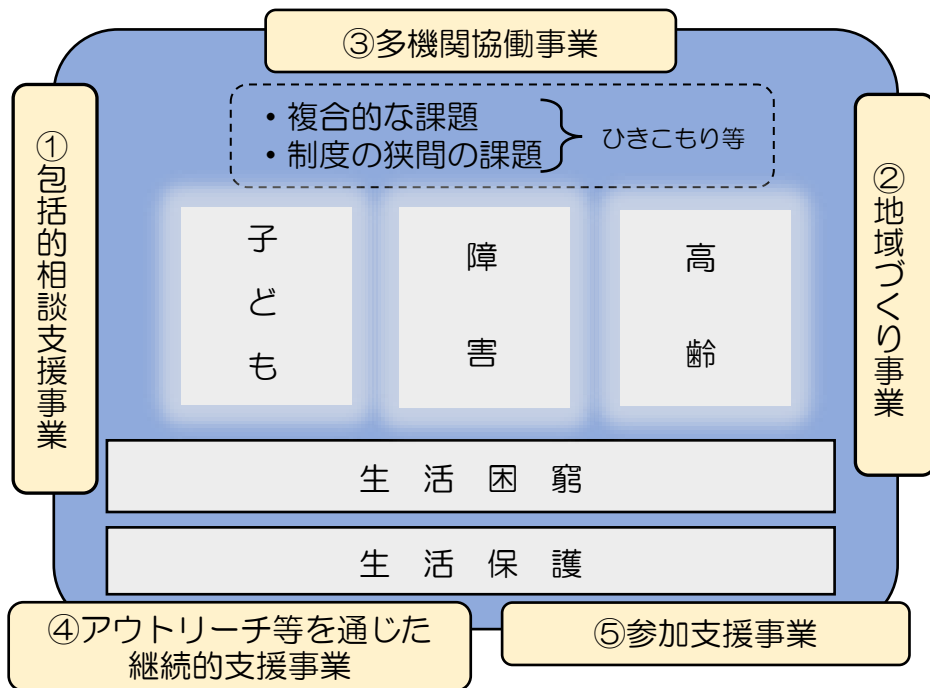 ③多機関協働事業
・複合的な課題
・制度の狭間の課題
ひきこもり等
①包括的相談支援事業
子ども
障害
高齢
②地域づくり事業
生活困窮
生活保護
④アウトリーチ等を通じた
継続的支援事業
⑤参加支援事業